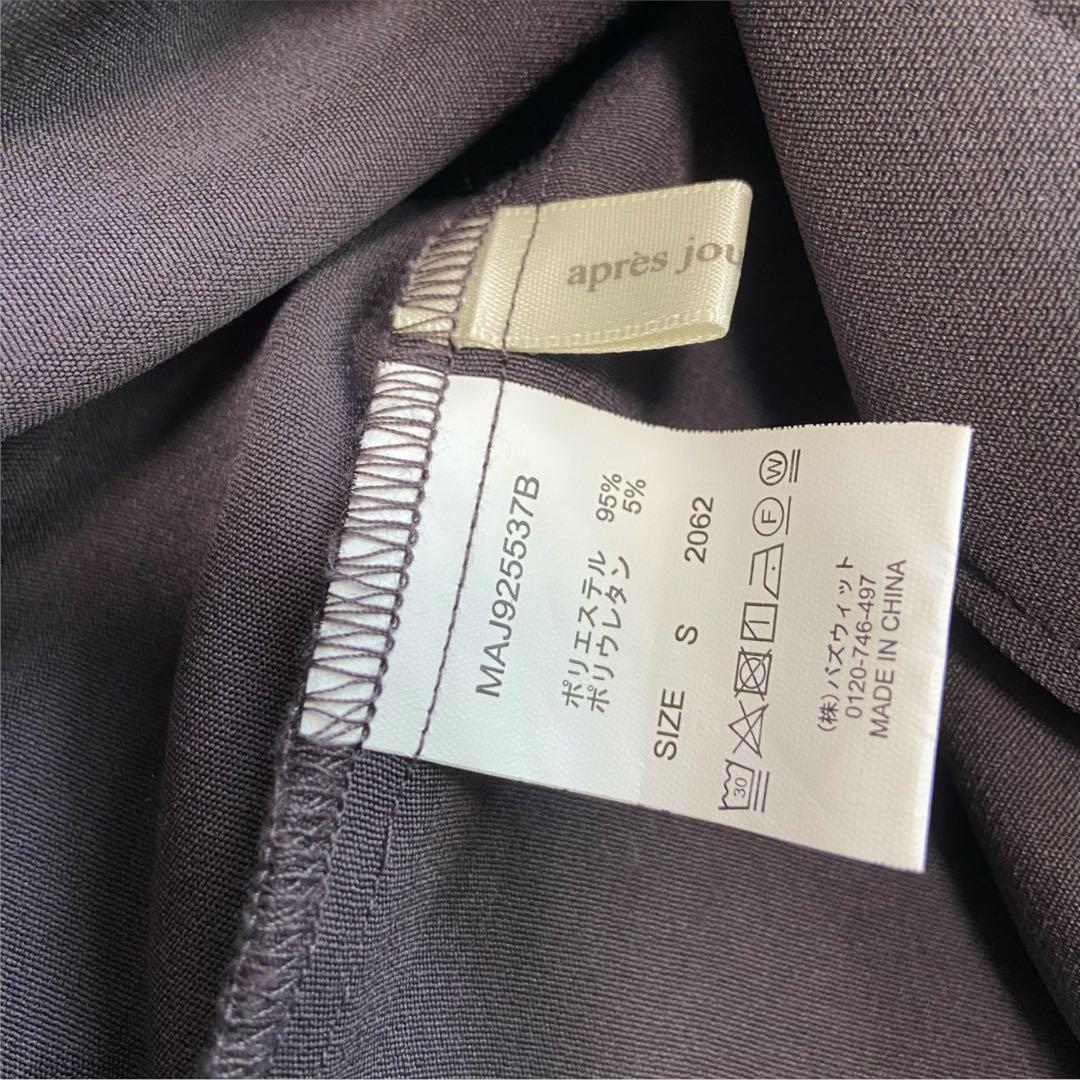 après jou
MAJ925537B
ポリエステル 95%
ポリウレタン 5%
SIZE S 2062
30 F W
(株)バズウィット
0120-746-497
MADE IN CHINA